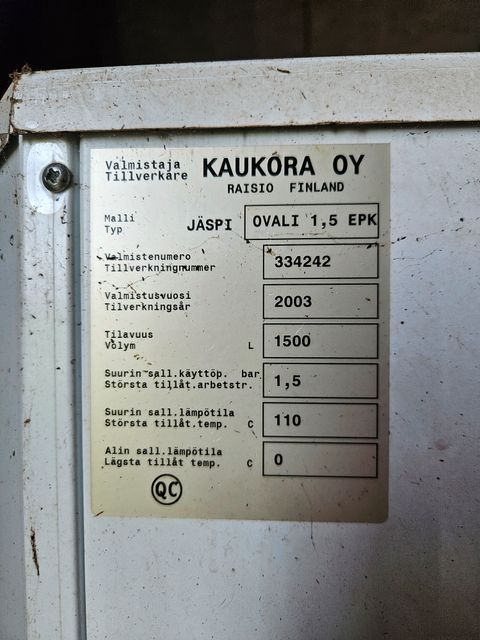 Valmistaja KAUKORA OY
Tillverkare RAISIO FINLAND
Malli
Typ JÄSPI OVALI 1,5 EPK
Valmistenumero
Tillverkningnummer 334242
Valmistusvuosi
Tilverkningsår 2003
Tilavuus
Volym L 1500
Suurin sall.käyttöp. bar
Största tillåt.arbetstr. 1,5
Suurin sall.lämpötila
Största tillåt.temp. C 110
Alin sall.lämpötila
Lägsta tillåt temp. C 0
QC